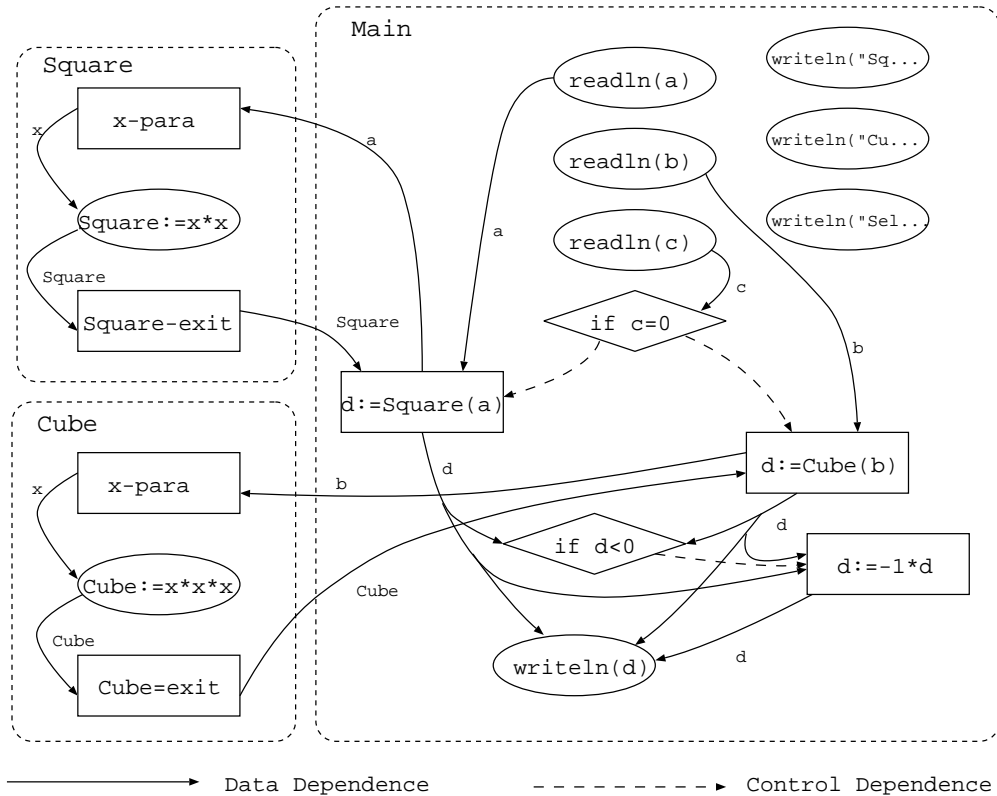 Main
Square
x-para
x
Square:=x*x
Square
Square-exit
Square
a
a
readln(a)
readln(b)
readln(c)
c
if c=0
b
writeln("Sq...
writeln("Cu...
writeln("Sel...
d:=Square(a)
d
Cube
x-para
x
Cube:=x*x*x
Cube
Cube=exit
b
Cube
d:=Cube(b)
d
if d<0
d:=-1*d
d
writeln(d)
Data Dependence
Control Dependence